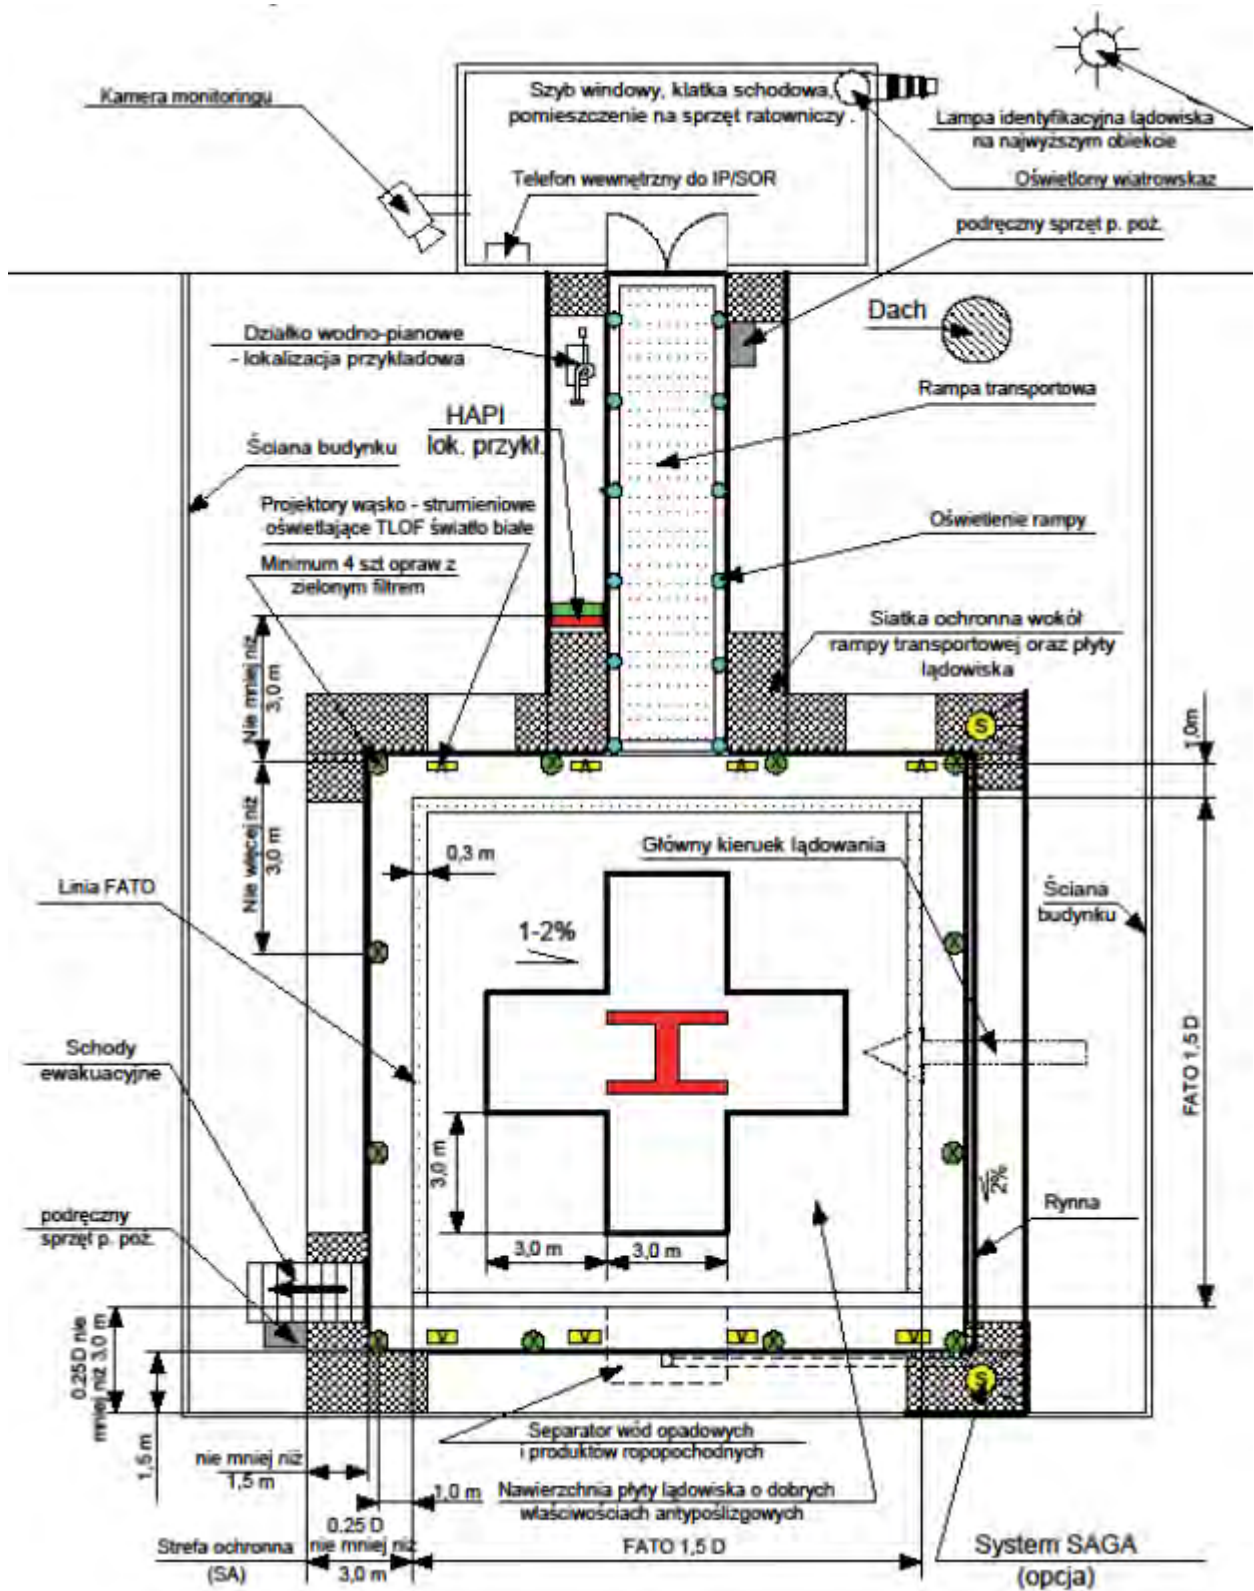 Kamera monitoringu
Szyb windowy, klatka schodowa,
pomieszczenie na sprzęt ratowniczy .
Lampa identyfikacyjna lądowiska
na najwyższym obiekcie
Telefon wewnętrzny do IP/SOR
Oświetlony wiatrowskaz
podręczny sprzęt p. poż.
Dach
Działko wodno-pianowe
- lokalizacja przykładowa
Rampa transportowa
HAPI
lok. przykł.
Ściana budynku
Projektory wąsko - strumieniowe
oświetlające TLOF światło białe
Oświetlenie rampy
Minimum 4 szt opraw z
zielonym filtrem
Siatka ochronna wokół
rampy transportowej oraz płyty
lądowiska
Nie mniej niż
3,0 m
S
1,0m
A
A
A
A
X
X
X
X
Nie więcej niż
3,0 m
Główny kieruek lądowania
0,3 m
Linia FATO
Ściana
budynku
1-2%
X
X
H
Schody
ewakuacyjne
FATO 1,5 D
3,0 m
X
X
2%
Rynna
podręczny
sprzęt p. poż.
3,0 m
3,0 m
0.25 D nie
mniej niż 3,0 m
X
V
X
V
V
X
V
X
S
1,5 m
Separator wód opadowych
i produktów ropopochodnych
nie mniej niż
1,5 m
1,0 m
Nawierzchnia płyty lądowiska o dobrych
właściwościach antypoślizgowych
0.25 D
Strefa ochronna
(SA)
nie mniej niż
3,0 m
FATO 1,5 D
System SAGA
(opcja)